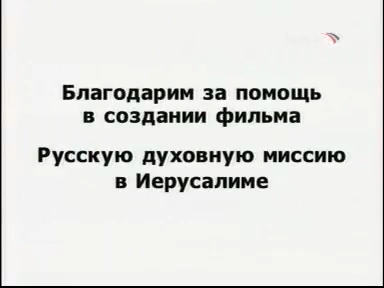 Благодарим за помощь
в создании фильма
Русскую духовную миссию
в Иерусалиме